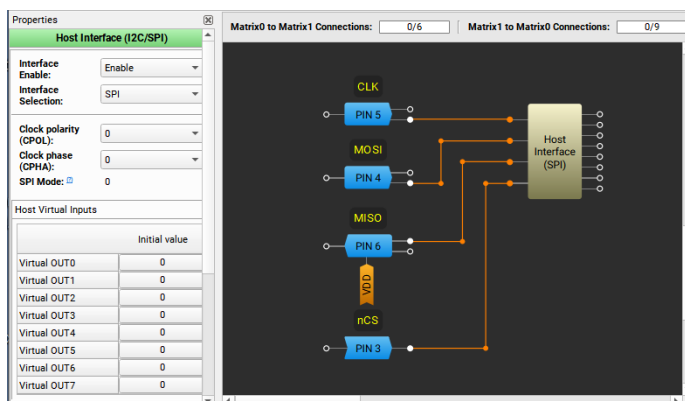 Properties
Host Interface (I2C/SPI)
Interface Enable: Enable
Interface Selection: SPI
Clock polarity (CPOL): 0
Clock phase (CPHA): 0
SPI Mode: 0
Host Virtual Inputs
Initial value
Virtual OUT0 0
Virtual OUT1 0
Virtual OUT2 0
Virtual OUT3 0
Virtual OUT4 0
Virtual OUT5 0
Virtual OUT6 0
Virtual OUT7 0
Matrix0 to Matrix1 Connections: 0/6 Matrix1 to Matrix0 Connections: 0/9
CLK
PIN 5
MOSI
PIN 4
MISO
PIN 6
VDD
nCS
PIN 3
Host
Interface
(SPI)